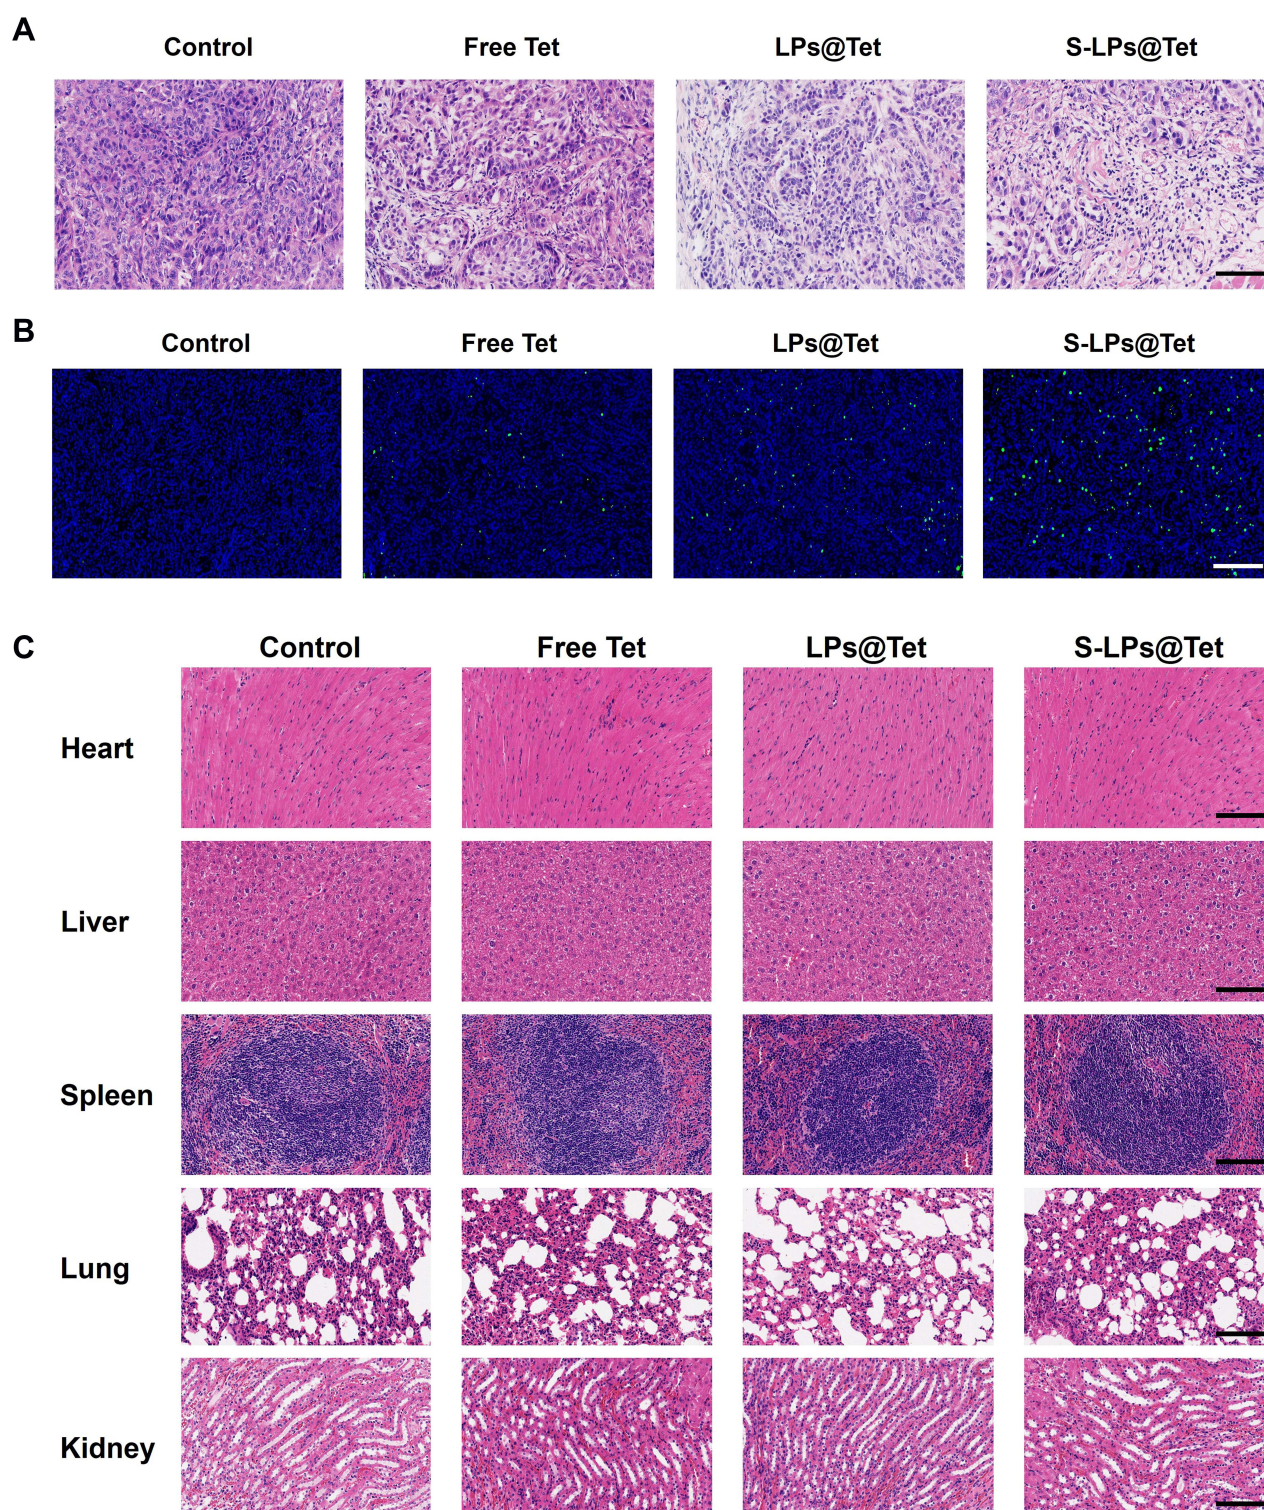 A
Control Free Tet LPs@Tet S-LPs@Tet
B
Control Free Tet LPs@Tet S-LPs@Tet
C
Control Free Tet LPs@Tet S-LPs@Tet
Heart
Liver
Spleen
Lung
Kidney